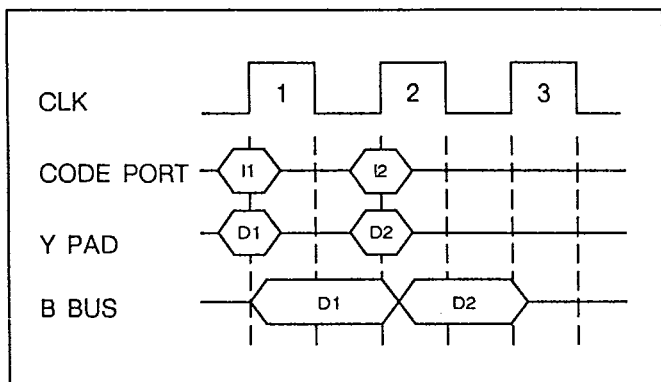 1 2 3
CLK
I1 I2
CODE PORT
D1 D2
Y PAD
D1 D2
B BUS